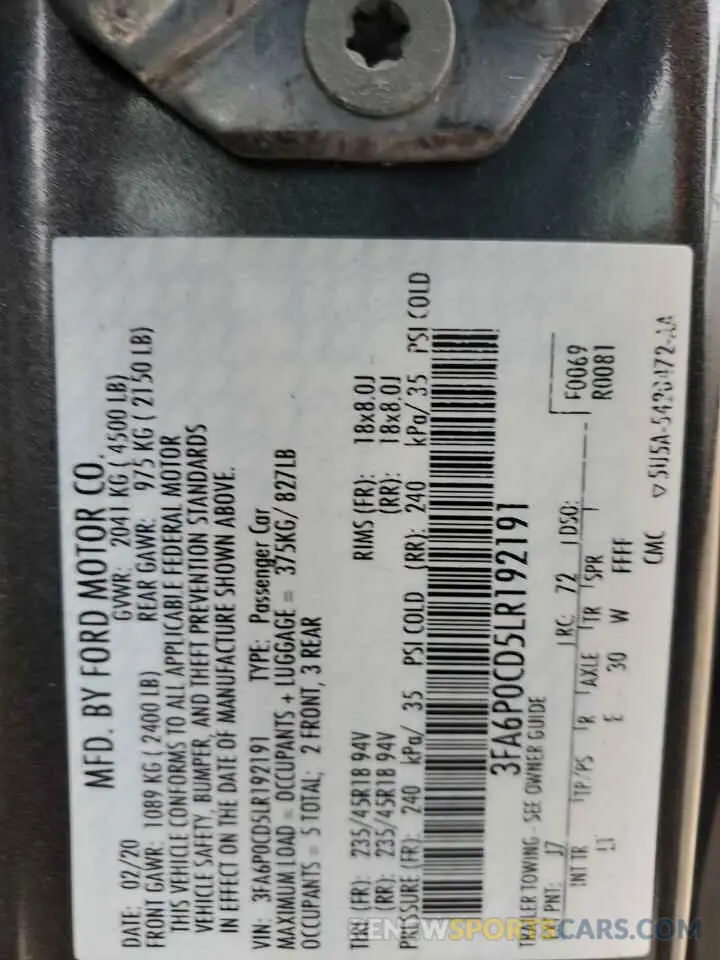 MFD. BY FORD MOTOR CO.
DATE: 02/20 GVWR: 2041 KG ( 4500 LB)
FRONT GAWR: 1089 KG ( 2400 LB) REAR GAWR: 975 KG ( 2150 LB)
THIS VEHICLE CONFORMS TO ALL APPLICABLE FEDERAL MOTOR
VEHICLE SAFETY, BUMPER, AND THEFT PREVENTION STANDARDS
IN EFFECT ON THE DATE OF MANUFACTURE SHOWN ABOVE.
VIN: 3FA6P0CD5LR192191 TYPE: Passenger Car
MAXIMUM LOAD = OCCUPANTS + LUGGAGE = 375KG/ 827LB
OCCUPANTS = 5 TOTAL; 2 FRONT, 3 REAR
TIRE (FR): 235/45R18 94V RIMS (FR): 18x8.0J
(RR): 235/45R18 94V (RR): 18x8.0J
PRESSURE (FR): 240 kPa/ 35 PSI COLD (RR): 240 kPa/ 35 PSI COLD
3FA6P0CD5LR192191
TRAILER TOWING - SEE OWNER GUIDE
EXT PNT: J7 RC: 72 DSO: F0069
INT TR TP/PS R AXLE TR SPR R0081
LT E 30 W FFFF
CMC
RENEWSPORTSCARS.COM